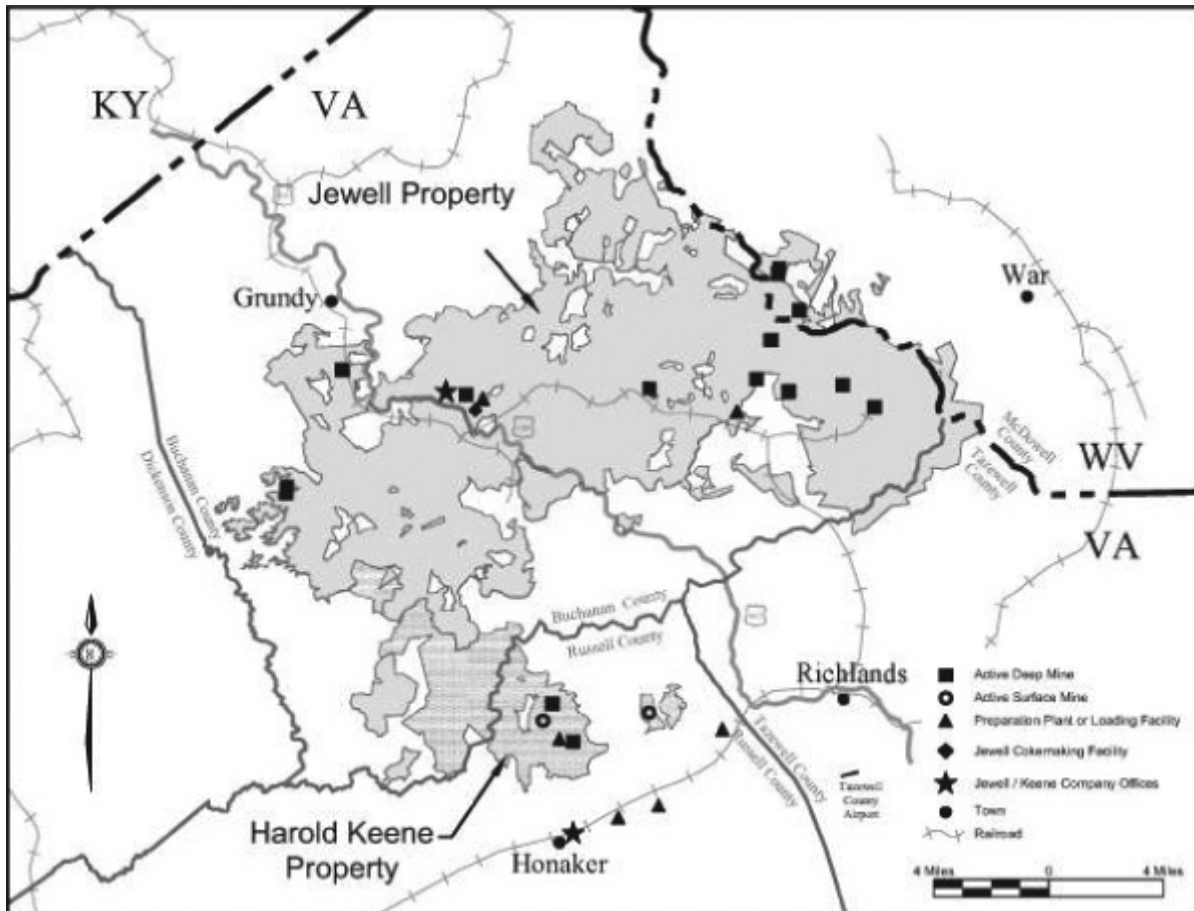 KY
VA
Jewell Property
Grundy
War
Buchanan County
Dickenson County
McDowell
County
Tazewell
County
WV
VA
Buchanan County
Russell County
Richlands
Tazewell County
Russell County
Tazewell
County
Airport
Harold Keene
Property
Honaker
Active Deep Mine
Active Surface Mine
Preparation Plant or Loading Facility
Jewell Cokemaking Facility
Jewell / Keene Company Offices
Town
Railroad
4 Miles
0
4 Miles